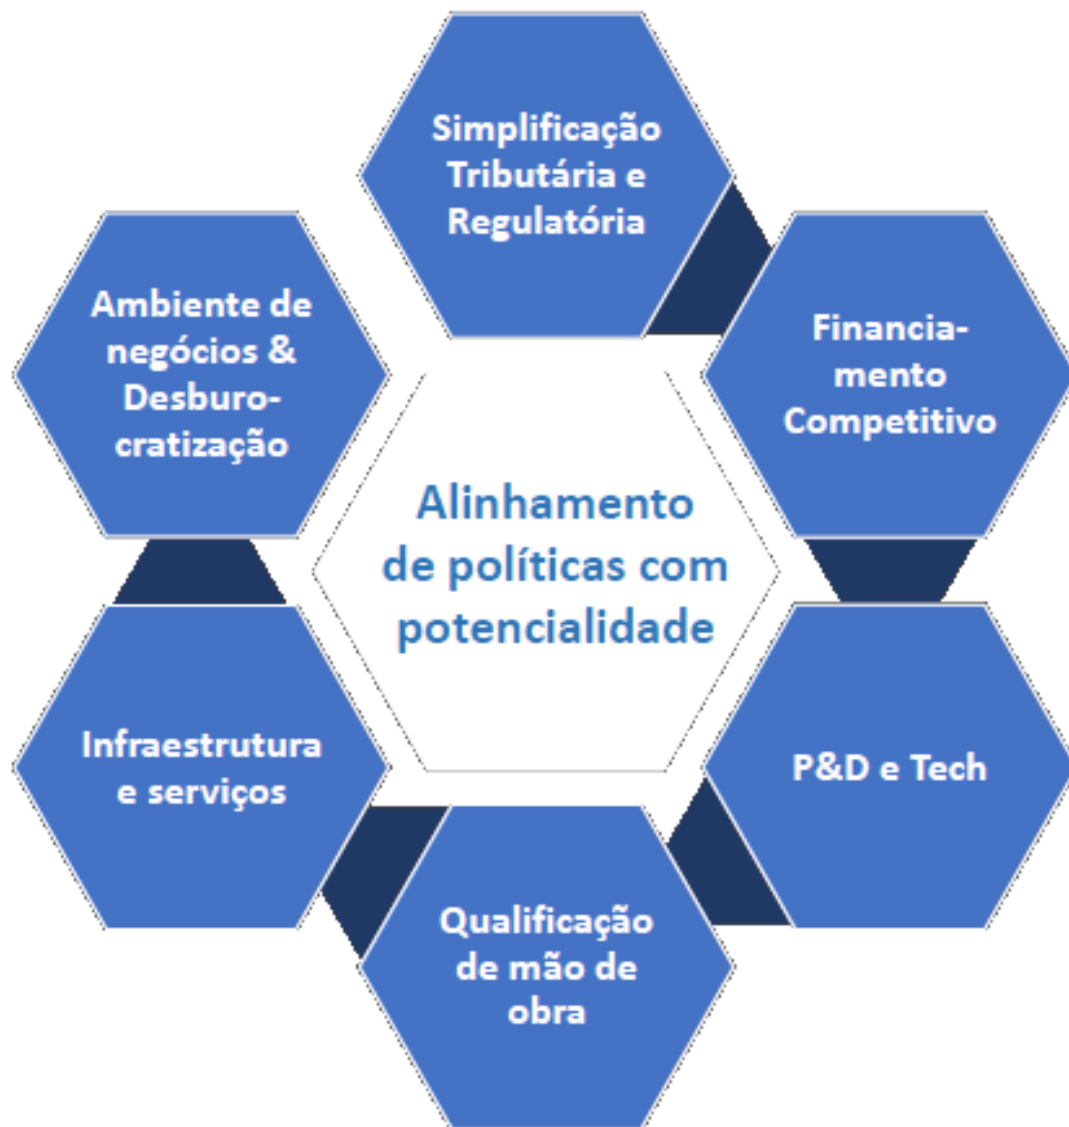 Simplificação
Tributária e
Regulatória
Financia-
mento
Competitivo
P&D e Tech
Qualificação
de mão de
obra
Infraestrutura
e serviços
Ambiente de
negócios &
Desburo-
cratização
Alinhamento
de políticas com
potencialidade